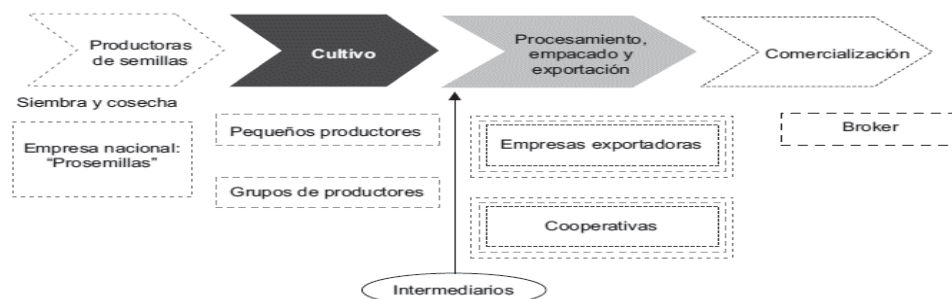 Productoras
de semillas
Cultivo
Procesamiento,
empacado y
exportación
Comercialización
Siembra y cosecha
Empresa nacional:
“Prosemillas”
Pequeños productores
Grupos de productores
Empresas exportadoras
Cooperativas
Broker
Intermediarios